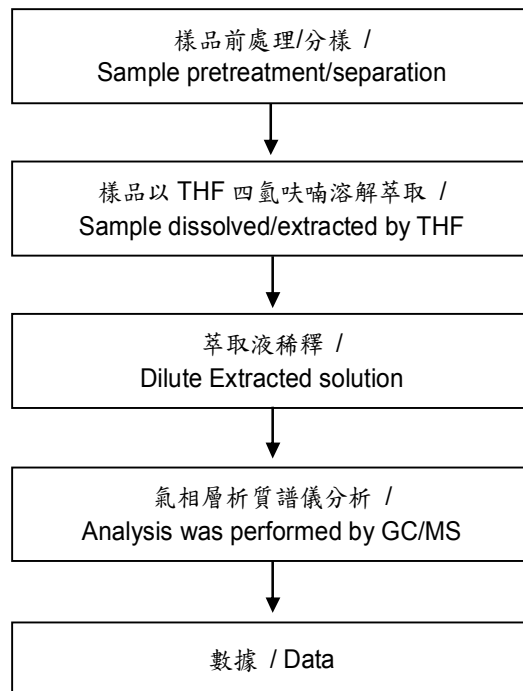 樣品前處理/分樣 /
Sample pretreatment/separation
樣品以 THF 四氫呋喃溶解萃取 /
Sample dissolved/extracted by THF
萃取液稀釋 /
Dilute Extracted solution
氣相層析質譜儀分析 /
Analysis was performed by GC/MS
數據 / Data